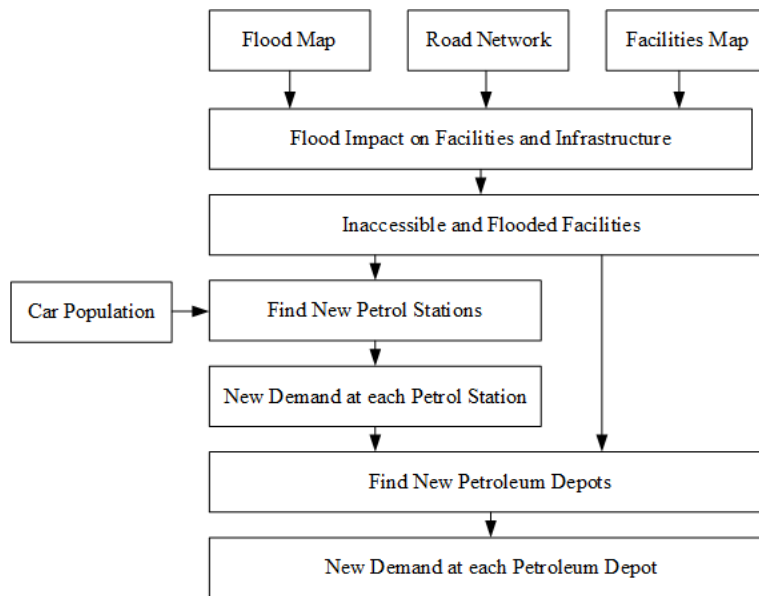 Flood Map
Road Network
Facilities Map
Flood Impact on Facilities and Infrastructure
Inaccessible and Flooded Facilities
Car Population
Find New Petrol Stations
New Demand at each Petrol Station
Find New Petroleum Depots
New Demand at each Petroleum Depot